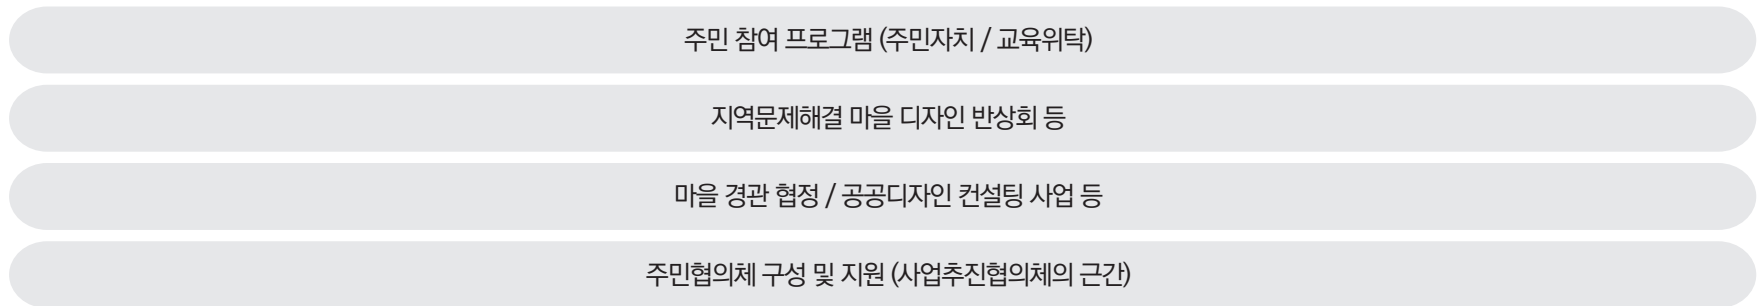 주민 참여 프로그램 (주민자치 / 교육위탁)
지역문제해결 마을 디자인 반상회 등
마을 경관 협정 / 공공디자인 컨설팅 사업 등
주민협의체 구성 및 지원 (사업추진협의체의 근간)